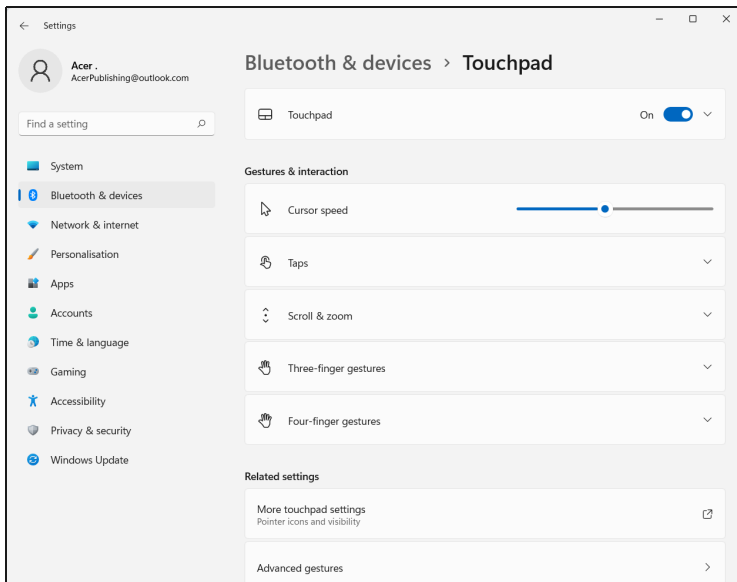 Settings
Acer .
AcerPublishing@outlook.com
Find a setting
System
Bluetooth & devices
Network & internet
Personalisation
Apps
Accounts
Time & language
Gaming
Accessibility
Privacy & security
Windows Update
Bluetooth & devices > Touchpad
Touchpad On
Gestures & interaction
Cursor speed
Taps
Scroll & zoom
Three-finger gestures
Four-finger gestures
Related settings
More touchpad settings
Pointer icons and visibility
Advanced gestures